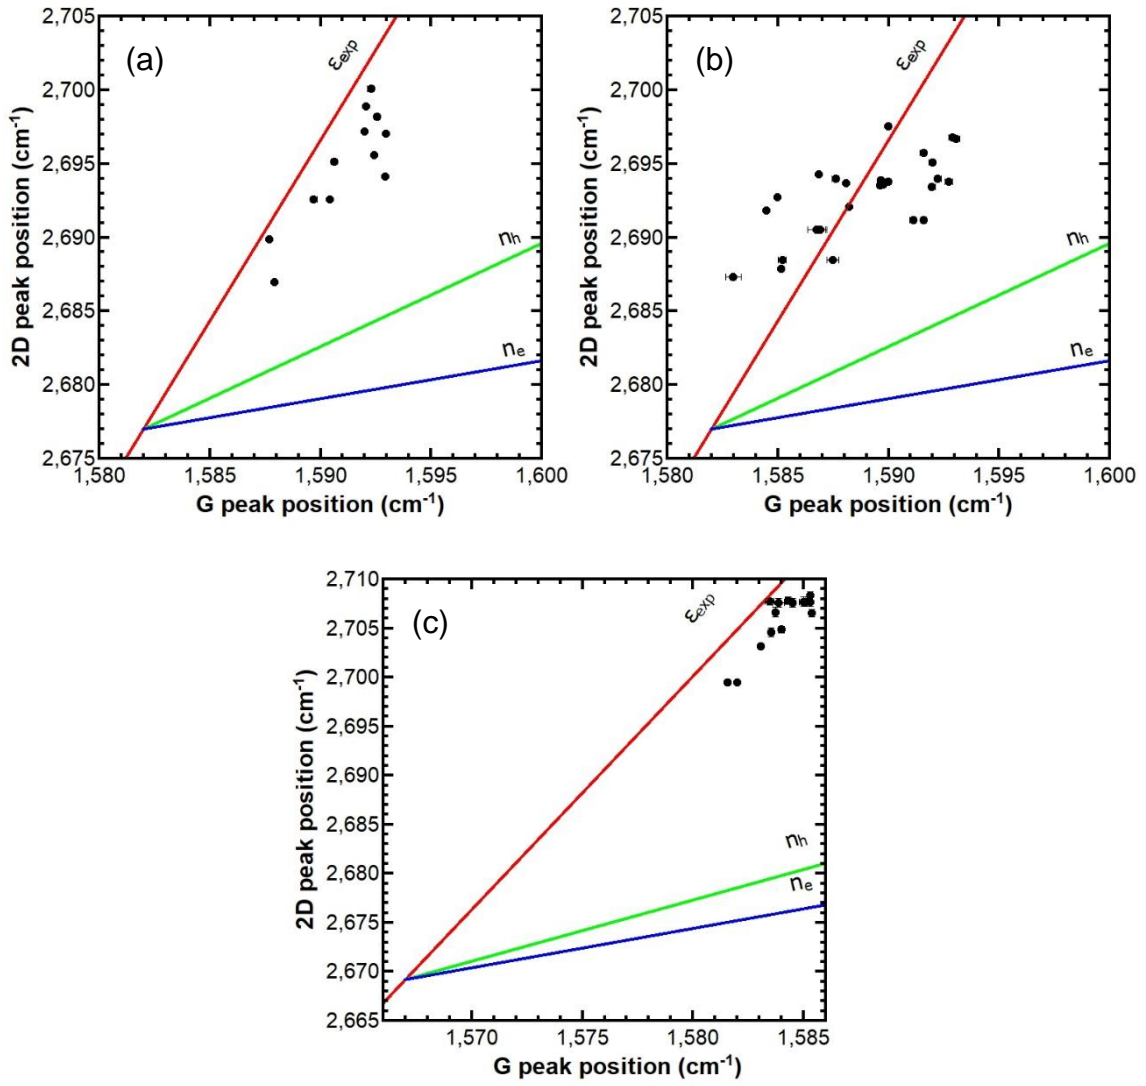 (a)
2D peak position (cm⁻¹)
2,705
2,700
2,695
2,690
2,685
2,680
2,675
εexp
nh
ne
1,580 1,585 1,590 1,595 1,600
G peak position (cm⁻¹)
(b)
2D peak position (cm⁻¹)
2,705
2,700
2,695
2,690
2,685
2,680
2,675
εexp
nh
ne
1,580 1,585 1,590 1,595 1,600
G peak position (cm⁻¹)
(c)
2D peak position (cm⁻¹)
2,710
2,705
2,700
2,695
2,690
2,685
2,680
2,675
2,670
2,665
εexp
nh
ne
1,570 1,575 1,580 1,585
G peak position (cm⁻¹)